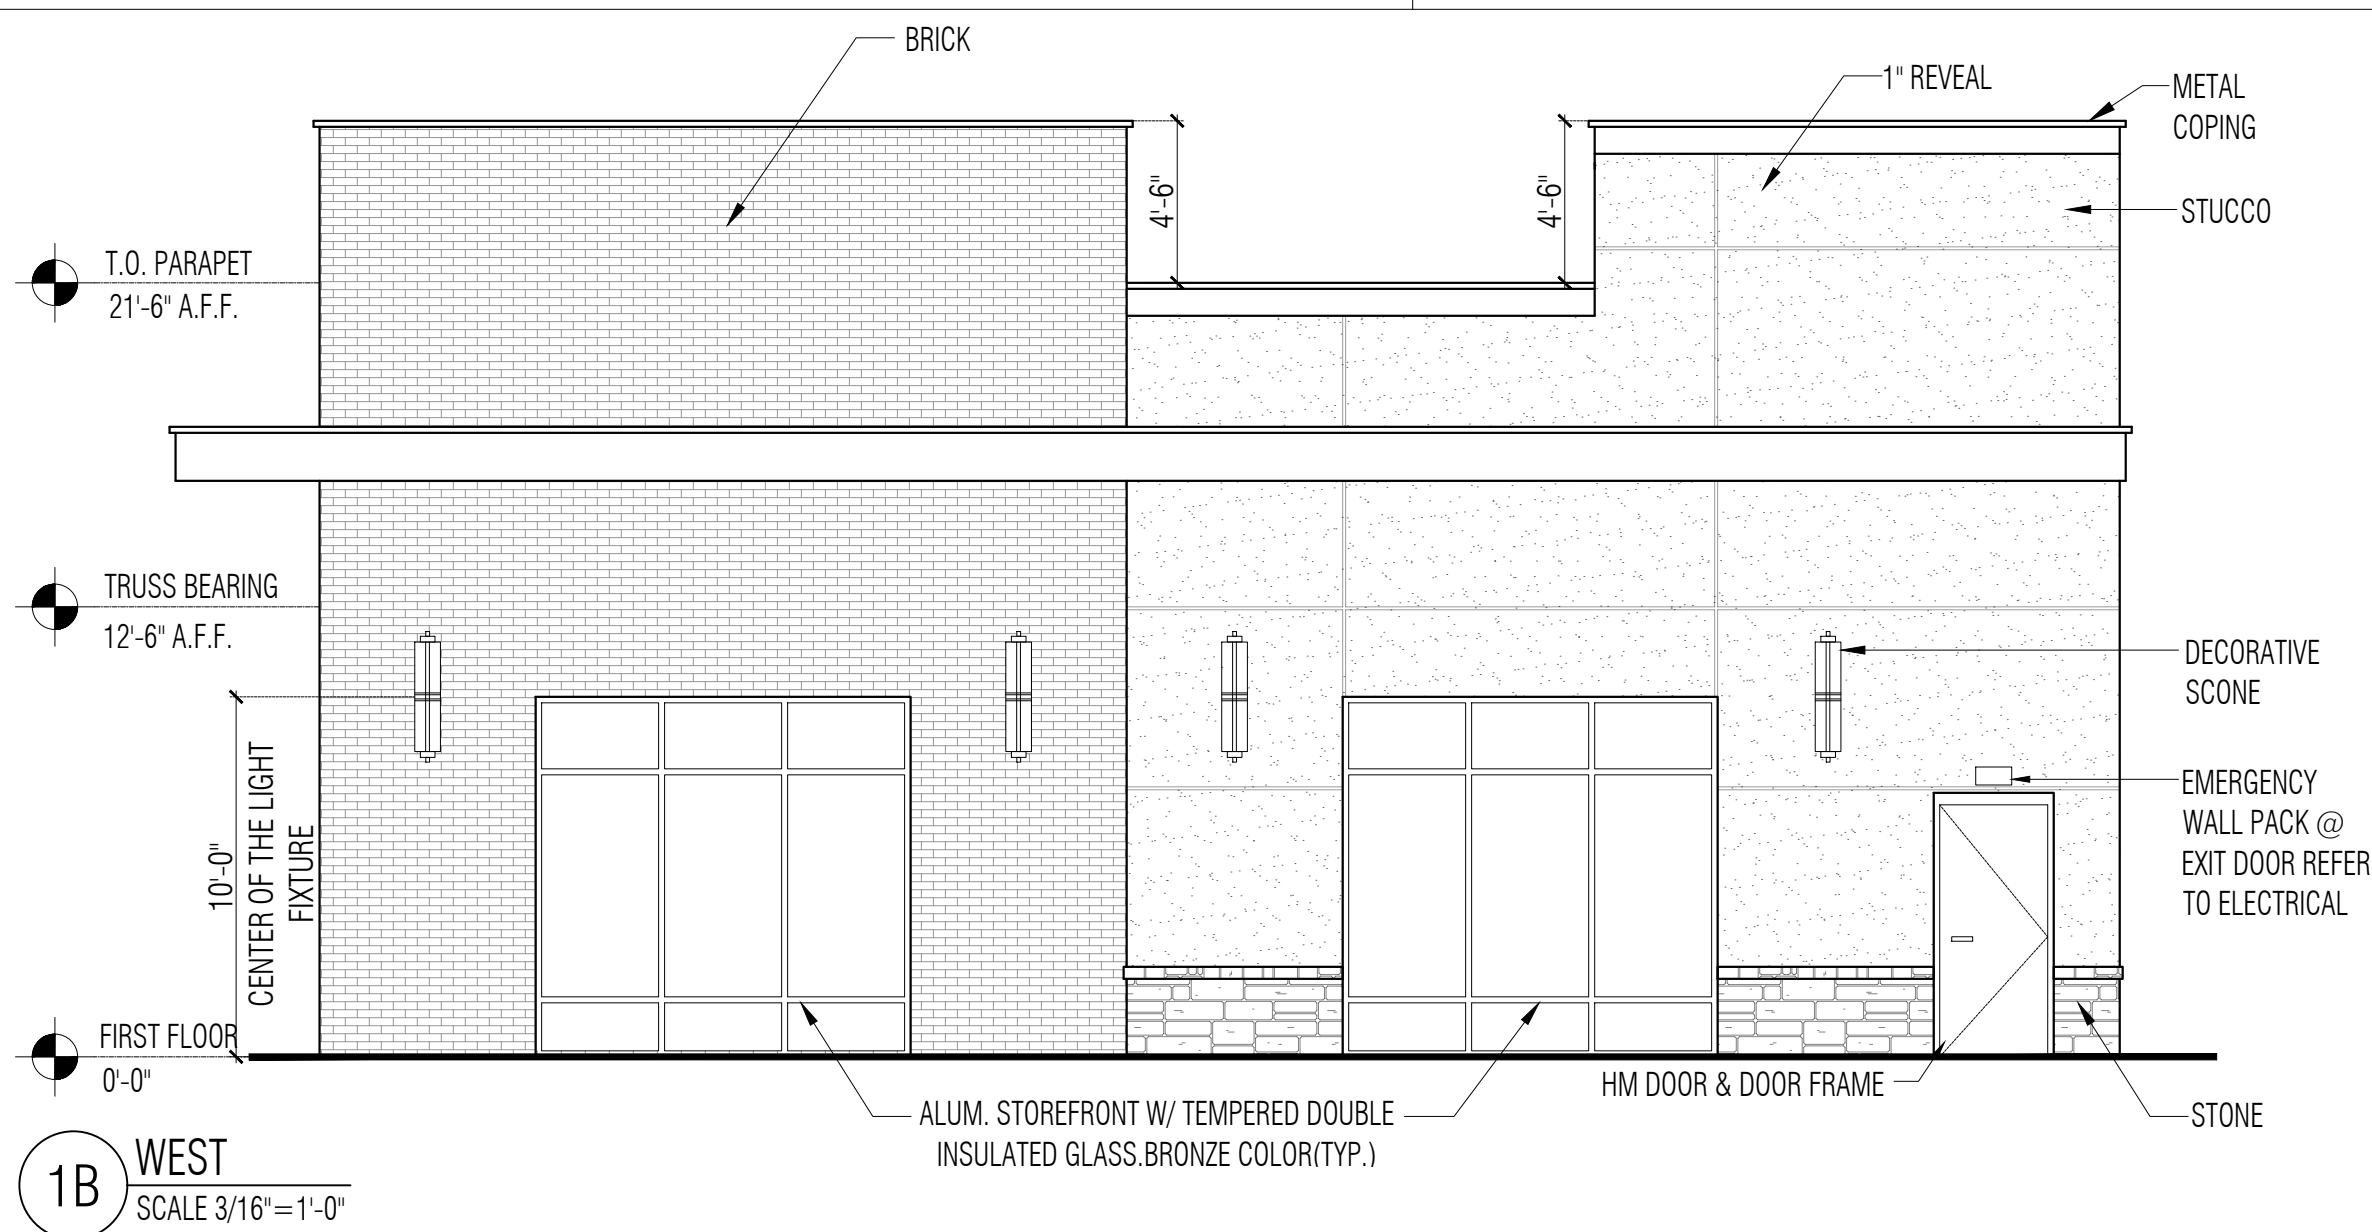 BRICK
1" REVEAL
METAL
COPING
STUCCO
4'-6"
4'-6"
T.O. PARAPET
21'-6" A.F.F.
TRUSS BEARING
12'-6" A.F.F.
DECORATIVE
SCONE
EMERGENCY
WALL PACK @
EXIT DOOR REFER
TO ELECTRICAL
10'-0"
CENTER OF THE LIGHT
FIXTURE
FIRST FLOOR
0'-0"
HM DOOR & DOOR FRAME
ALUM. STOREFRONT W/ TEMPERED DOUBLE
INSULATED GLASS.BRONZE COLOR(TYP.)
STONE
1B
WEST
SCALE 3/16"=1'-0"